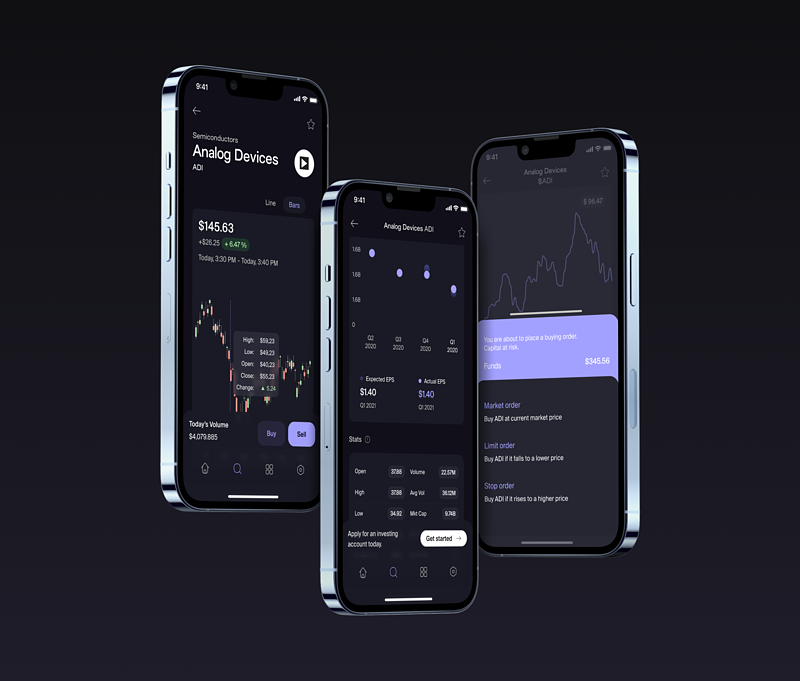 9:41
Semiconductors
Analog Devices
ADI
Line Bars
$145.63
+$26.25 + 6.47 %
Today, 3:30 PM - Today, 3:40 PM
High: $59,23
Low: $49,23
Open: $40,23
Close: $55,23
Change: ▲ 5.24
Today's Volume
$4,079.885
Buy
Sell
9:41
Analog Devices ADI
1.6B
1.6B
1.6B
0
Q2 Q3 Q4 Q1
2020 2020 2020 2021
Expected EPS
$1.40
Q1 2021
Actual EPS
$1.40
Q1 2021
Stats
Open 37.88 Volume 22.57M
High 37.88 Avg Vol 36.12M
Low 34.92 Mkt Cap 9.74B
Apply for an investing
account today.
Get started →
9:41
Analog Devices
$ADI
$ 96.47
You are about to place a buying order.
Capital at risk.
Funds $345.56
Market order
Buy ADI at current market price
Limit order
Buy ADI if it falls to a lower price
Stop order
Buy ADI if it rises to a higher price